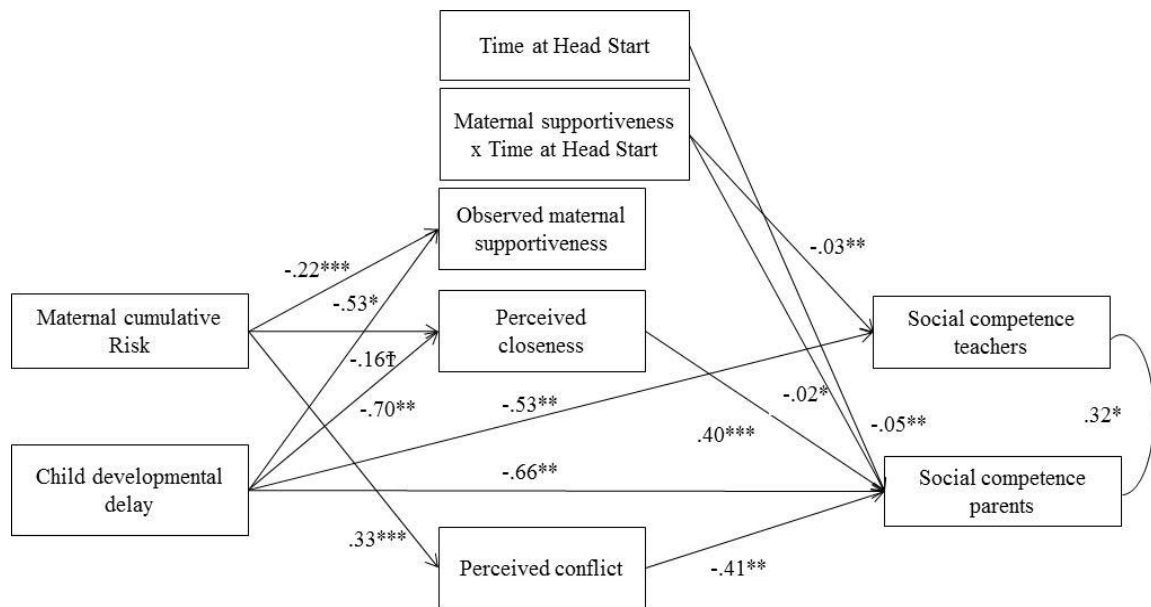 Time at Head Start
Maternal supportiveness
x Time at Head Start
Observed maternal
supportiveness
-.03**
-.22***
-.53*
Maternal cumulative
Risk
Perceived
closeness
Social competence
teachers
-.16†
-.70**
-.53**
-.02*
.32*
.40***
-.05**
Child developmental
delay
-.66**
Social competence
parents
.33***
Perceived conflict
-.41**